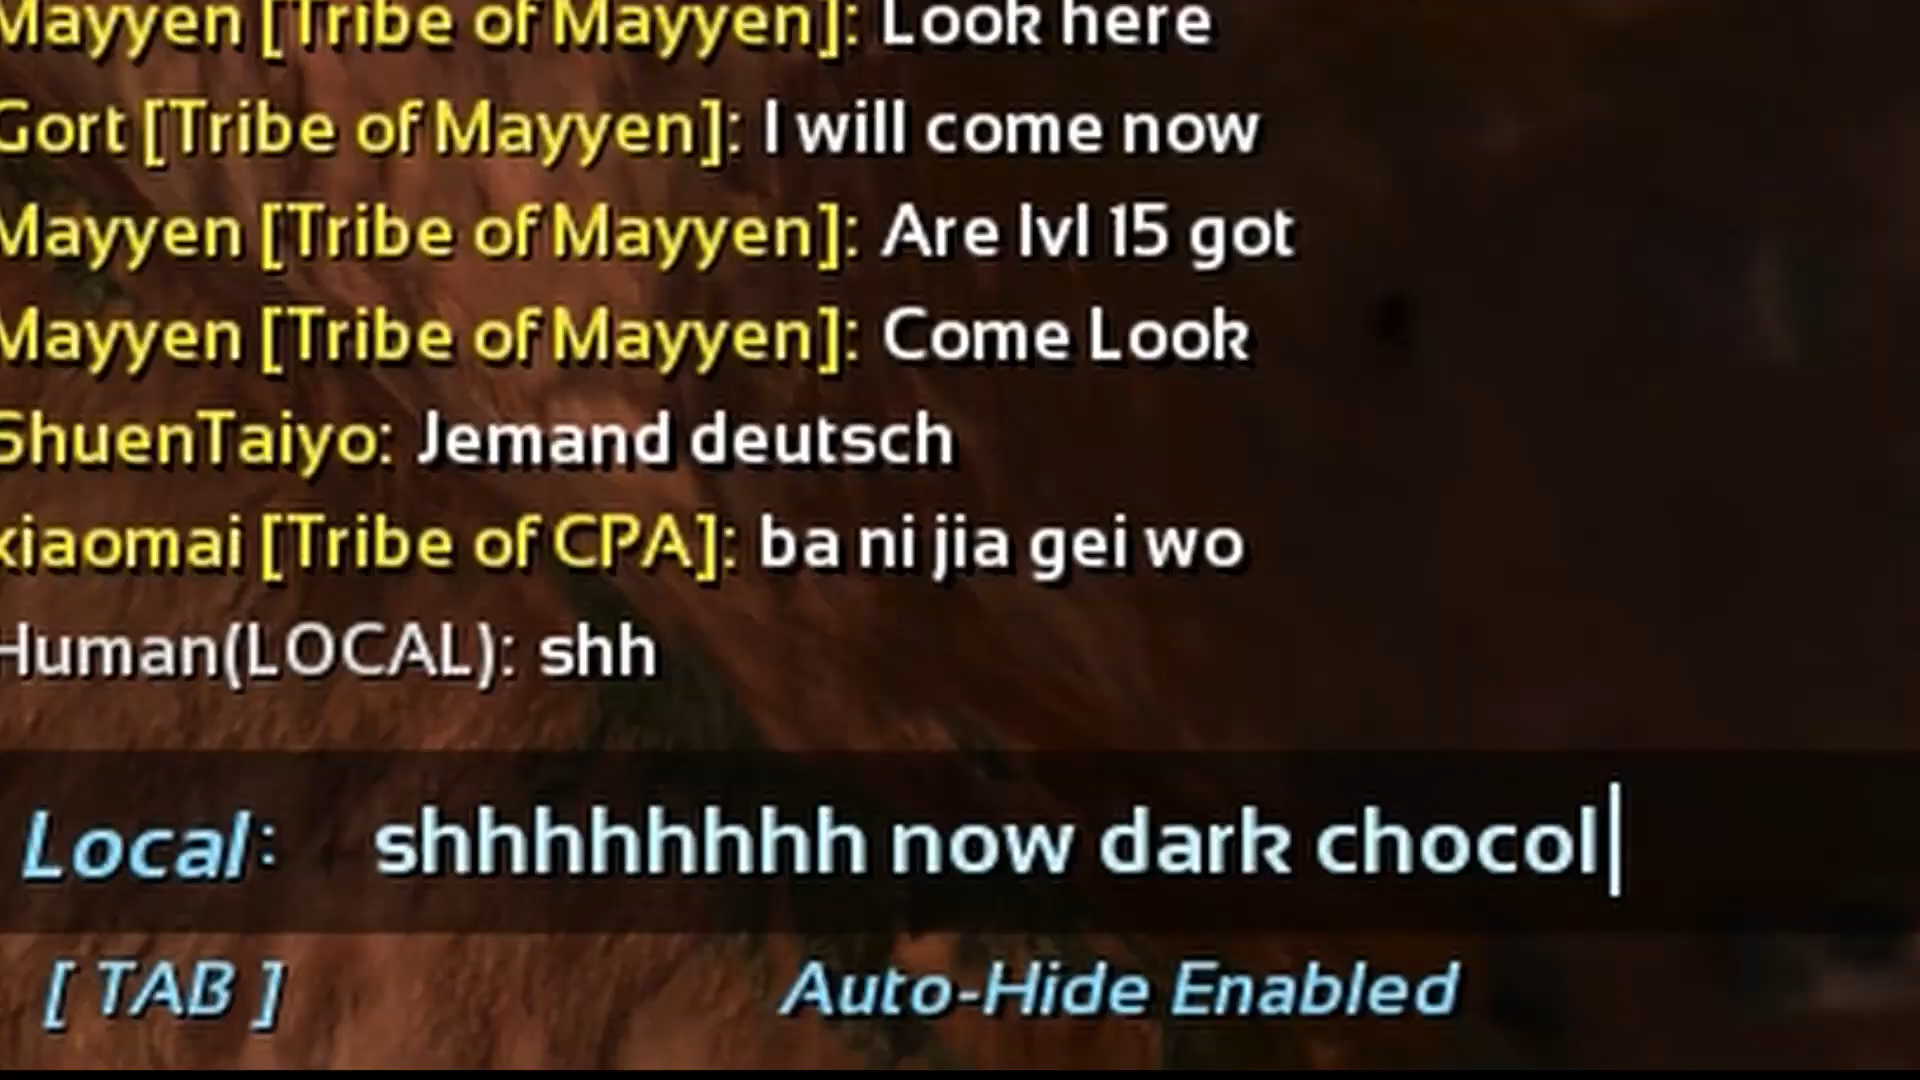 Mayyen [Tribe of Mayyen]: Look here
Gort [Tribe of Mayyen]: I will come now
Mayyen [Tribe of Mayyen]: Are lvl 15 got
Mayyen [Tribe of Mayyen]: Come Look
ShuenTaiyo: Jemand deutsch
xiaomai [Tribe of CPA]: ba ni jia gei wo
Human(LOCAL): shh
Local: shhhhhhhhh now dark chocol
[ TAB ] Auto-Hide Enabled